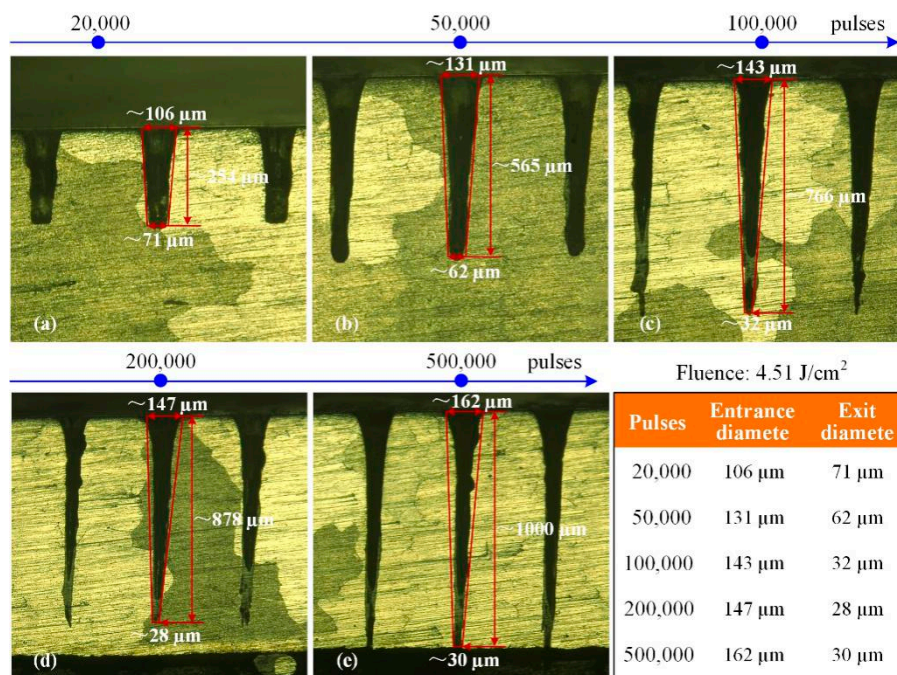 20,000 50,000 100,000 pulses
~106 µm
~254 µm
~71 µm
(a)
~131 µm
~565 µm
~62 µm
(b)
~143 µm
~766 µm
~32 µm
(c)
200,000 500,000 pulses
~147 µm
~878 µm
~28 µm
(d)
~162 µm
~1000 µm
~30 µm
(e)
Fluence: 4.51 J/cm²
Pulses Entrance diamete Exit diamete
20,000 106 µm 71 µm
50,000 131 µm 62 µm
100,000 143 µm 32 µm
200,000 147 µm 28 µm
500,000 162 µm 30 µm